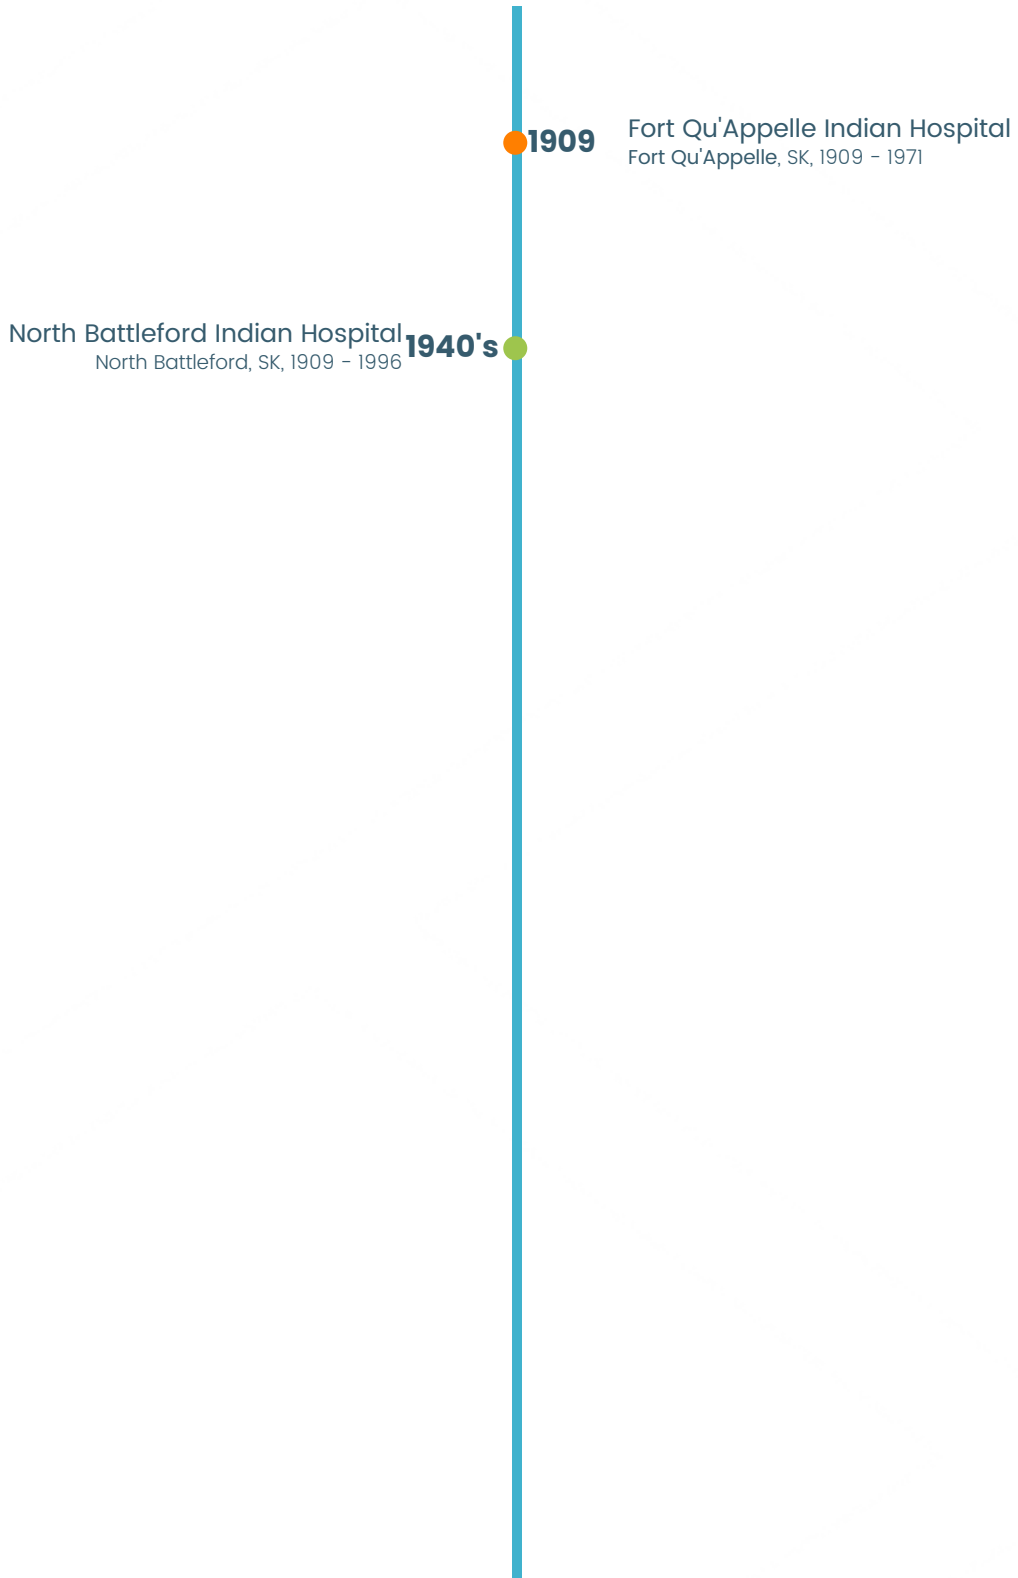 1909
Fort Qu'Appelle Indian Hospital
Fort Qu'Appelle, SK, 1909 - 1971
North Battleford Indian Hospital
North Battleford, SK, 1909 - 1996
1940's